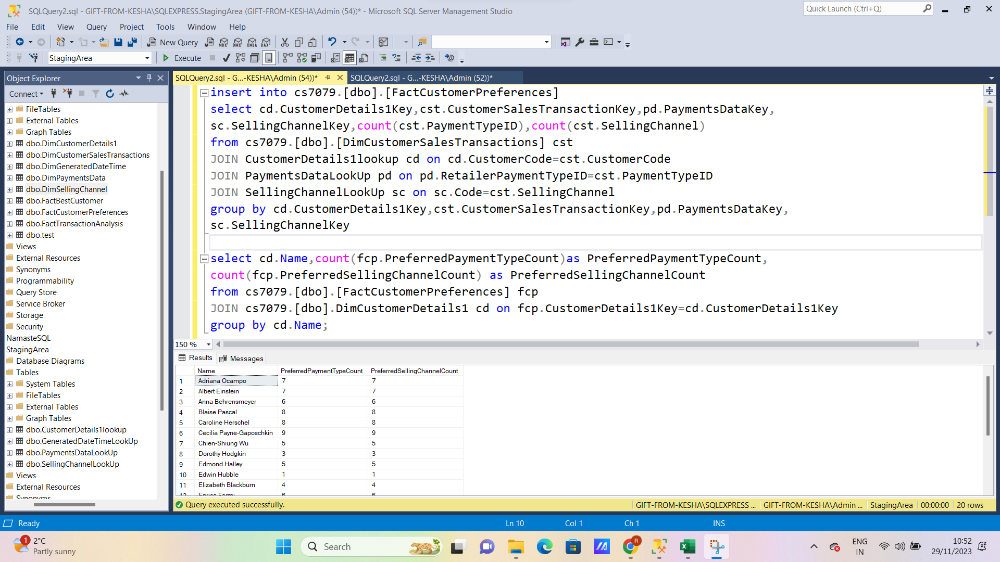 SQLQuery2.sql - GIFT-FROM-KESHA\SQLEXPRESS.StagingArea (GIFT-FROM-KESHA\Admin (54))* - Microsoft SQL Server Management Studio
Quick Launch (Ctrl+Q)
File Edit View Query Project Tools Window Help
New Query MDX DMX XMLA DAX
StagingArea Execute
Object Explorer
Connect
FileTables
External Tables
Graph Tables
dbo.DimCustomerDetails1
dbo.DimCustomerSalesTransactions
dbo.DimGeneratedDateTime
dbo.DimPaymentsData
dbo.DimSellingChannel
dbo.FactBestCustomer
dbo.FactCustomerPreferences
dbo.FactTransactionAnalysis
dbo.test
Views
External Resources
Synonyms
Programmability
Query Store
Service Broker
Storage
Security
NamasteSQL
StagingArea
Database Diagrams
Tables
System Tables
FileTables
External Tables
Graph Tables
dbo.CustomerDetails1lookup
dbo.GeneratedDateTimeLookUp
dbo.PaymentsDataLookUp
dbo.SellingChannelLookUp
Views
External Resources
Synonyms
SQLQuery2.sql - G...-KESHA\Admin (54))* SQLQuery2.sql - G...-KESHA\Admin (52))*
insert into cs7079.[dbo].[FactCustomerPreferences]
select cd.CustomerDetails1Key,cst.CustomerSalesTransactionKey,pd.PaymentsDataKey,
sc.SellingChannelKey,count(cst.PaymentTypeID),count(cst.SellingChannel)
from cs7079.[dbo].[DimCustomerSalesTransactions] cst
JOIN CustomerDetails1lookup cd on cd.CustomerCode=cst.CustomerCode
JOIN PaymentsDataLookUp pd on pd.RetailerPaymentTypeID=cst.PaymentTypeID
JOIN SellingChannelLookUp sc on sc.Code=cst.SellingChannel
group by cd.CustomerDetails1Key,cst.CustomerSalesTransactionKey,pd.PaymentsDataKey,
sc.SellingChannelKey
select cd.Name,count(fcp.PreferredPaymentTypeCount)as PreferredPaymentTypeCount,
count(fcp.PreferredSellingChannelCount) as PreferredSellingChannelCount
from cs7079.[dbo].[FactCustomerPreferences] fcp
JOIN cs7079.[dbo].DimCustomerDetails1 cd on fcp.CustomerDetails1Key=cd.CustomerDetails1Key
group by cd.Name;
150 %
Results Messages
Name PreferredPaymentTypeCount PreferredSellingChannelCount
1 Adriana Ocampo 7 7
2 Albert Einstein 7 7
3 Anna Behrensmeyer 6 6
4 Blaise Pascal 8 8
5 Caroline Herschel 8 8
6 Cecilia Payne-Gaposchkin 9 9
7 Chien-Shiung Wu 5 5
8 Dorothy Hodgkin 3 3
9 Edmond Halley 5 5
10 Edwin Hubble 1 1
11 Elizabeth Blackburn 4 4
12 Enrico Fermi 6 6
Query executed successfully. GIFT-FROM-KESHA\SQLEXPRESS ... GIFT-FROM-KESHA\Admin ... StagingArea 00:00:00 20 rows
Ready Ln 10 Col 1 Ch 1 INS
1 2°C
Partly sunny
Search
R
ENG
IN
10:52
29/11/2023